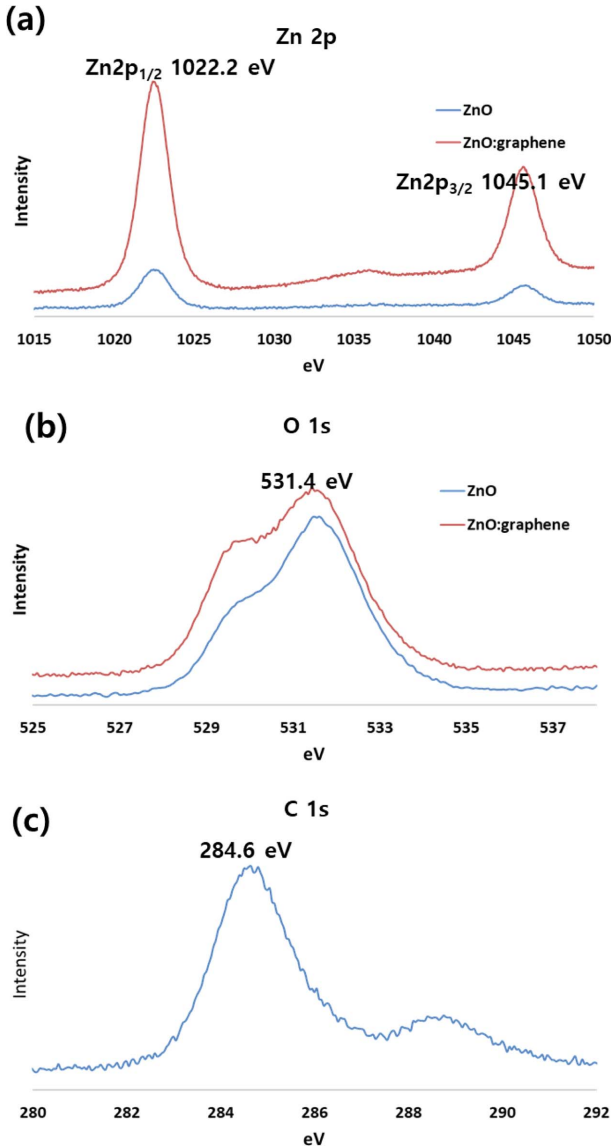 (a)
Zn 2p
Zn2p1/2 1022.2 eV
ZnO
ZnO:graphene
Zn2p3/2 1045.1 eV
Intensity
1015 1020 1025 1030 1035 1040 1045 1050
eV
(b)
O 1s
531.4 eV
ZnO
ZnO:graphene
Intensity
525 527 529 531 533 535 537
eV
(c)
C 1s
284.6 eV
Intensity
280 282 284 286 288 290 292
eV